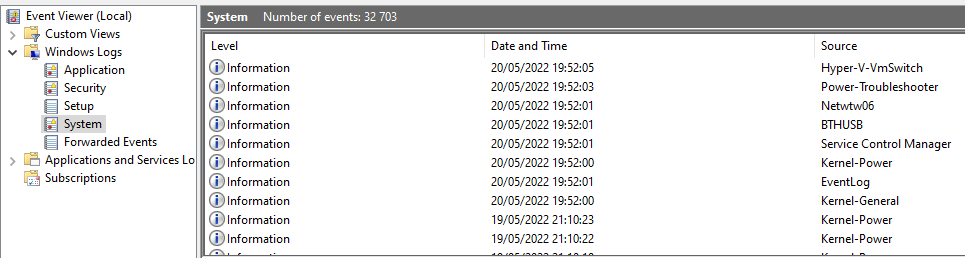 Event Viewer (Local)
Custom Views
Windows Logs
Application
Security
Setup
System
Forwarded Events
Applications and Services Lo
Subscriptions
System Number of events: 32 703
Level Date and Time Source
Information 20/05/2022 19:52:05 Hyper-V-VmSwitch
Information 20/05/2022 19:52:03 Power-Troubleshooter
Information 20/05/2022 19:52:01 Netwtw06
Information 20/05/2022 19:52:01 BTHUSB
Information 20/05/2022 19:52:01 Service Control Manager
Information 20/05/2022 19:52:00 Kernel-Power
Information 20/05/2022 19:52:01 EventLog
Information 20/05/2022 19:52:00 Kernel-General
Information 19/05/2022 21:10:23 Kernel-Power
Information 19/05/2022 21:10:22 Kernel-Power